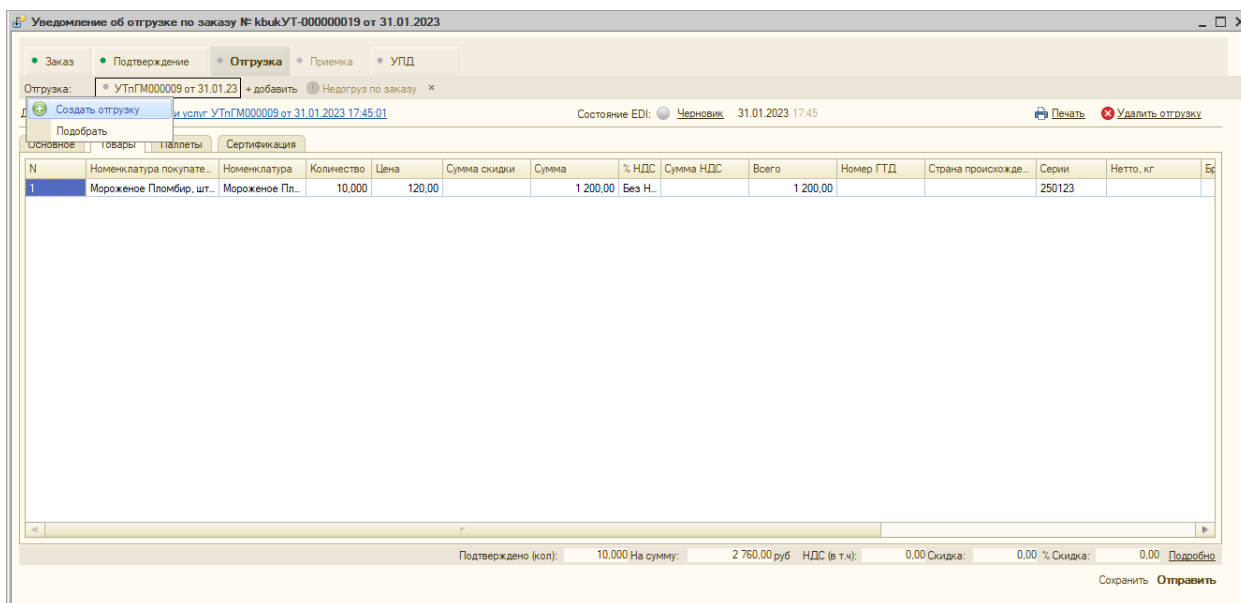 Уведомление об отгрузке по заказу № kbukУТ-000000019 от 31.01.2023
Заказ Подтверждение Отгрузка Приемка УПД
Отгрузка: УТпГМ000009 от 31.01.23 + добавить Недогруз по заказу ×
Создать отгрузку и услуг УТпГМ000009 от 31.01.2023 17:45:01 Состояние EDI: Черновик 31.01.2023 17:45 Печать Удалить отгрузку
Подобрать
Основное Товары Паллеты Сертификация
N Номенклатура покупате... Номенклатура Количество Цена Сумма скидки Сумма % НДС Сумма НДС Всего Номер ГТД Страна происхожде... Серии Нетто, кг Бр
1 Мороженое Пломбир, шт... Мороженое Пл... 10,000 120,00 1 200,00 Без Н... 1 200,00 250123
Подтверждено (кол): 10,000 На сумму: 2 760,00 руб НДС (в т.ч): 0,00 Скидка: 0,00 % Скидка: 0,00 Подробно
Сохранить Отправить